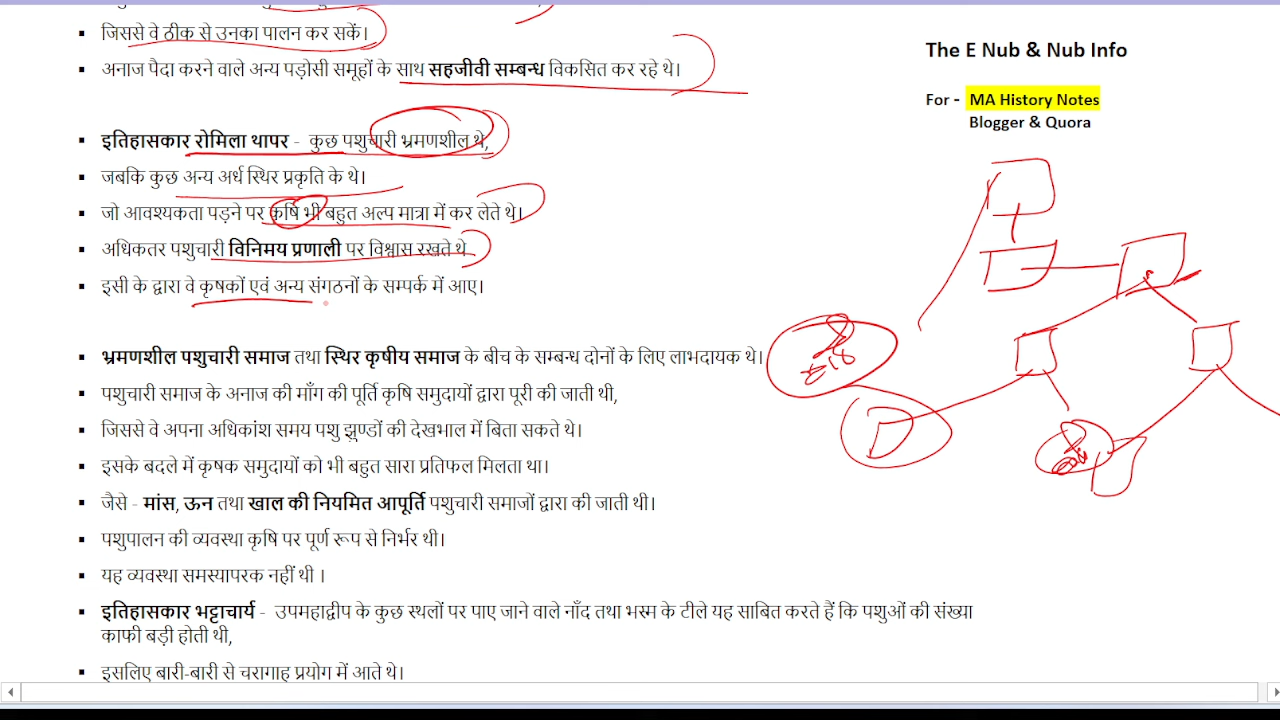 जिससे वे ठीक से उनका पालन कर सकें।
अनाज पैदा करने वाले अन्य पड़ोसी समूहों के साथ सहजीवी सम्बन्ध विकसित कर रहे थे।
इतिहासकार रोमिला थापर - कुछ पशुचारी भ्रमणशील थे,
जबकि कुछ अन्य अर्ध स्थिर प्रकृति के थे।
जो आवश्यकता पड़ने पर कर्षि भी बहुत अल्प मात्रा में कर लेते थे।
अधिकतर पशुचारी विनिमय प्रणाली पर विश्वास रखते थे
इसी के द्वारा वे कृषकों एवं अन्य संगठनों के सम्पर्क में आए।
भ्रमणशील पशुचारी समाज तथा स्थिर कृषीय समाज के बीच के सम्बन्ध दोनों के लिए लाभदायक थे।
पशुचारी समाज के अनाज की माँग की पूर्ति कृषि समुदायों द्वारा पूरी की जाती थी,
जिससे वे अपना अधिकांश समय पशु झुण्डों की देखभाल में बिता सकते थे।
इसके बदले में कृषक समुदायों को भी बहुत सारा प्रतिफल मिलता था।
जैसे - मांस, ऊन तथा खाल की नियमित आपूर्ति पशुचारी समाजों द्वारा की जाती थी।
पशुपालन की व्यवस्था कृषि पर पूर्ण रूप से निर्भर थी।
यह व्यवस्था समस्यापरक नहीं थी ।
इतिहासकार भट्टाचार्य - उपमहाद्वीप के कुछ स्थलों पर पाए जाने वाले नाँद तथा भस्म के टीले यह साबित करते हैं कि पशुओं की संख्या
काफी बड़ी होती थी,
इसलिए बारी-बारी से चरागाह प्रयोग में आते थे।
The E Nub & Nub Info
For - MA History Notes
Blogger & Quora